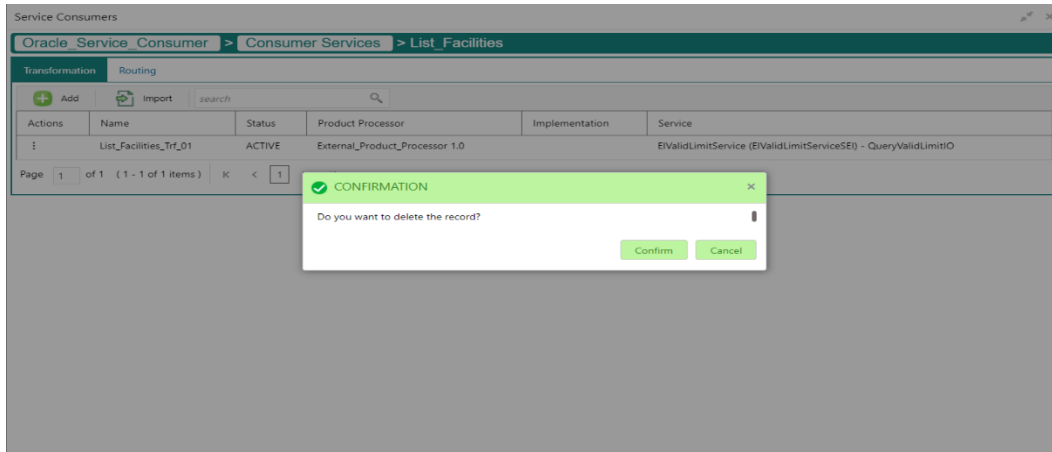 Service Consumers
Oracle_Service_Consumer > Consumer Services > List_Facilities
Transformation Routing
Add Import search
Actions Name Status Product Processor Implementation Service
List_Facilities_Trf_01 ACTIVE External_Product_Processor 1.0 EIValidLimitService (EIValidLimitServiceSEI) - QueryValidLimitIO
Page 1 of 1 (1 - 1 of 1 items) K < 1
CONFIRMATION
Do you want to delete the record?
Confirm Cancel